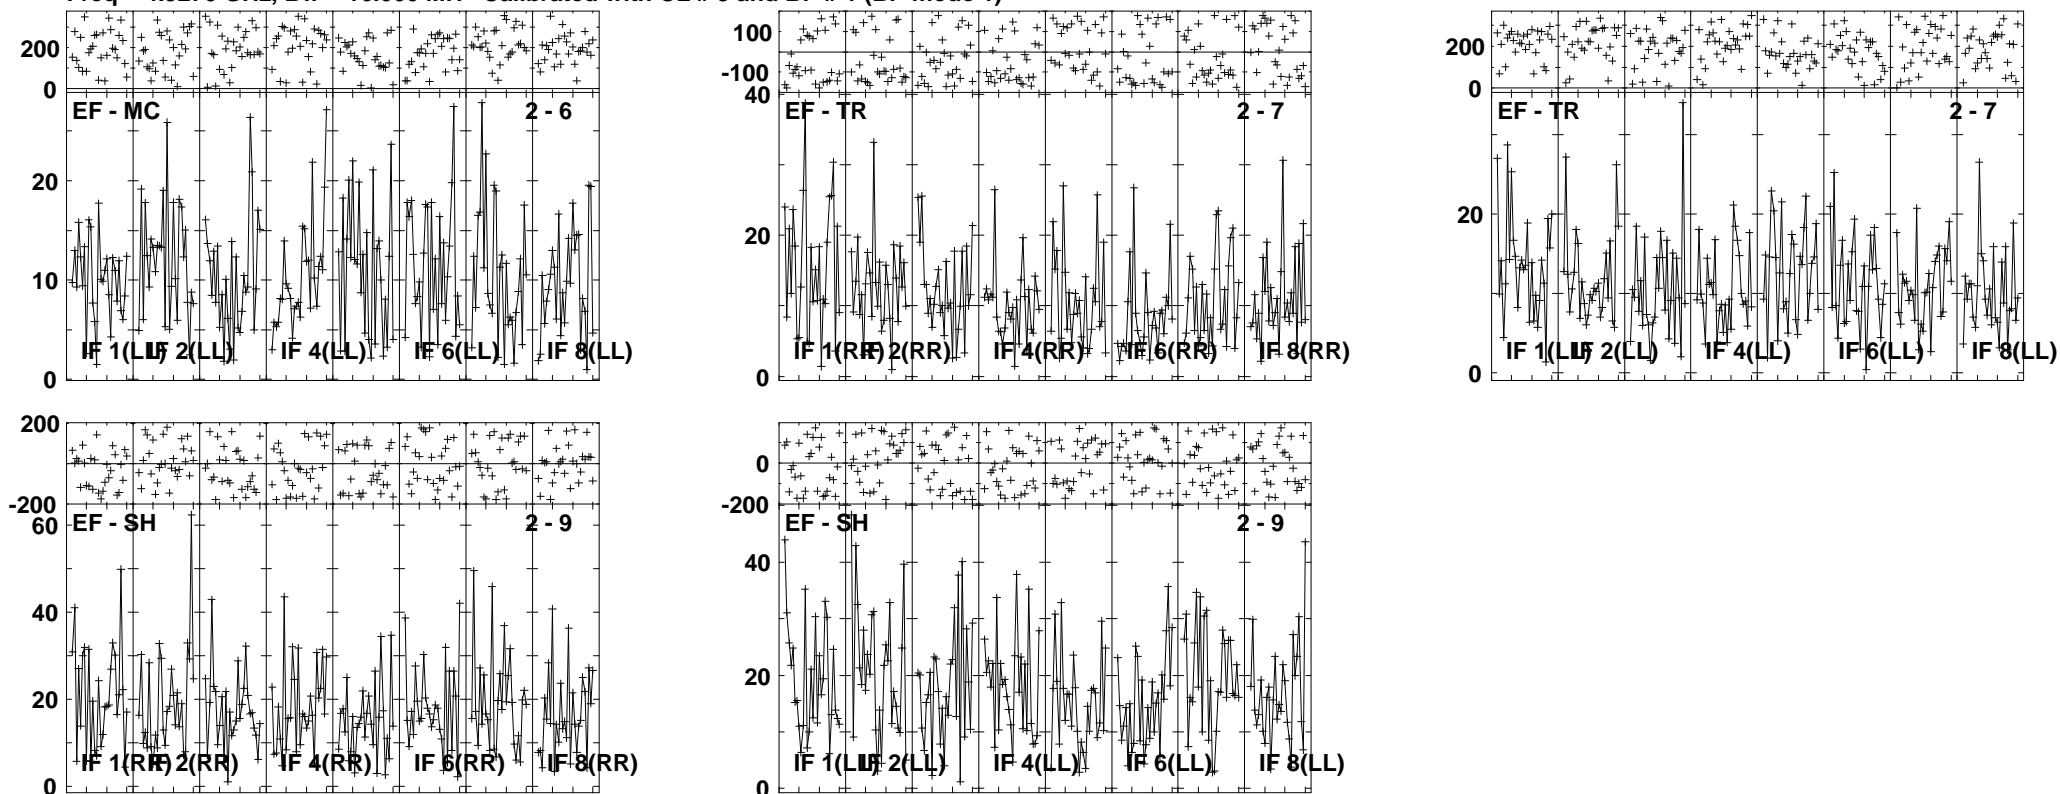 200
0
EF - MC
2 - 6
20
10
0
IF 1(LL)
IF 2(LL)
IF 4(LL)
IF 6(LL)
IF 8(LL)
100
-100
40
EF - TR
2 - 7
20
0
IF 1(RR)
IF 2(RR)
IF 4(RR)
IF 6(RR)
IF 8(RR)
200
0
EF - TR
2 - 7
20
0
IF 1(LL)
IF 2(LL)
IF 4(LL)
IF 6(LL)
IF 8(LL)
200
0
-200
60
EF - SH
2 - 9
40
20
0
IF 1(RR)
IF 2(RR)
IF 4(RR)
IF 6(RR)
IF 8(RR)
0
-200
EF - SH
2 - 9
40
20
0
IF 1(LL)
IF 2(LL)
IF 4(LL)
IF 6(LL)
IF 8(LL)